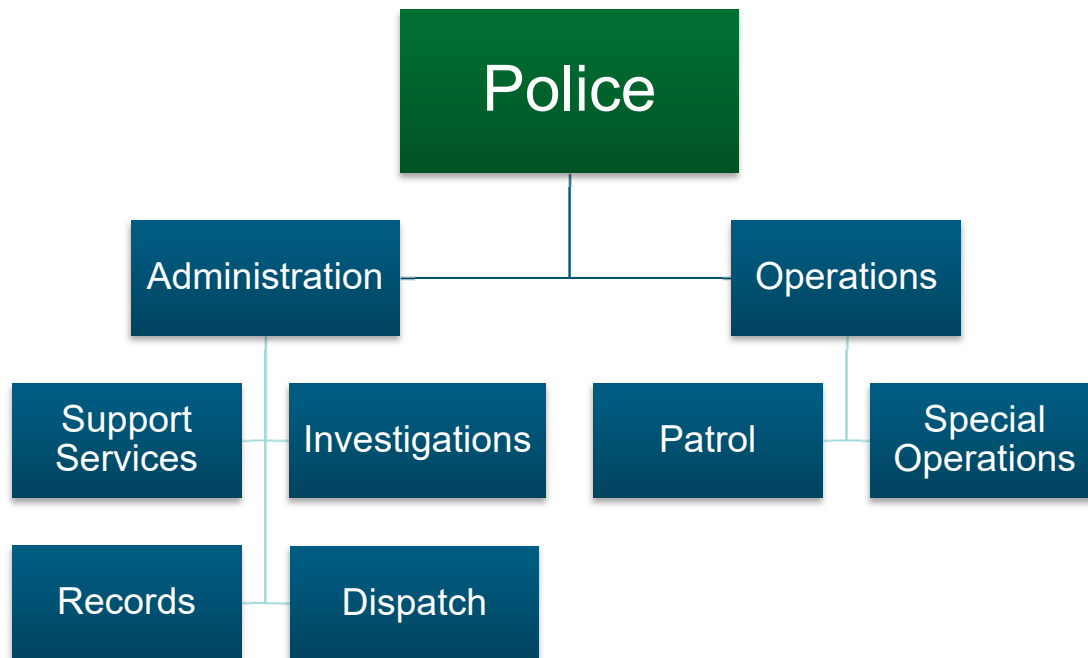 Police
Administration
Operations
Support
Services
Investigations
Patrol
Special
Operations
Records
Dispatch